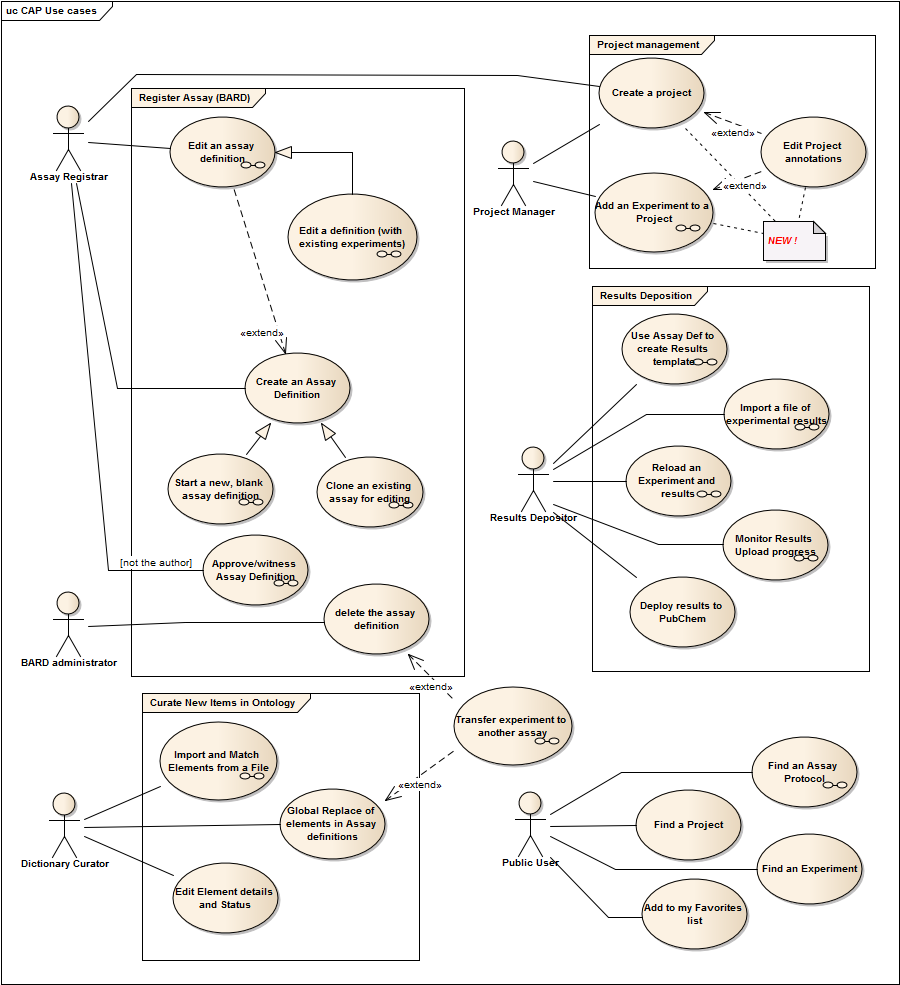 uc CAP Use cases
Project management
Create a project
«extend»
Edit Project
annotations
«extend»
Add an Experiment to a
Project
NEW !
Project Manager
Register Assay (BARD)
Edit an assay
definition
Assay Registrar
Edit a definition (with
existing experiments)
«extend»
Create an Assay
Definition
Start a new, blank
assay definition
Clone an existing
assay for editing
[not the author]
Approve/witness
Assay Definition
delete the assay
definition
BARD administrator
Results Deposition
Use Assay Def to
create Results
template
Import a file of
experimental results
Reload an
Experiment and
results
Results Depositor
Monitor Results
Upload progress
Deploy results to
PubChem
«extend»
Transfer experiment to
another assay
«extend»
Curate New Items in Ontology
Import and Match
Elements from a File
Global Replace of
elements in Assay
definitions
Dictionary Curator
Edit Element details
and Status
Find an Assay
Protocol
Find a Project
Public User
Find an Experiment
Add to my Favorites
list